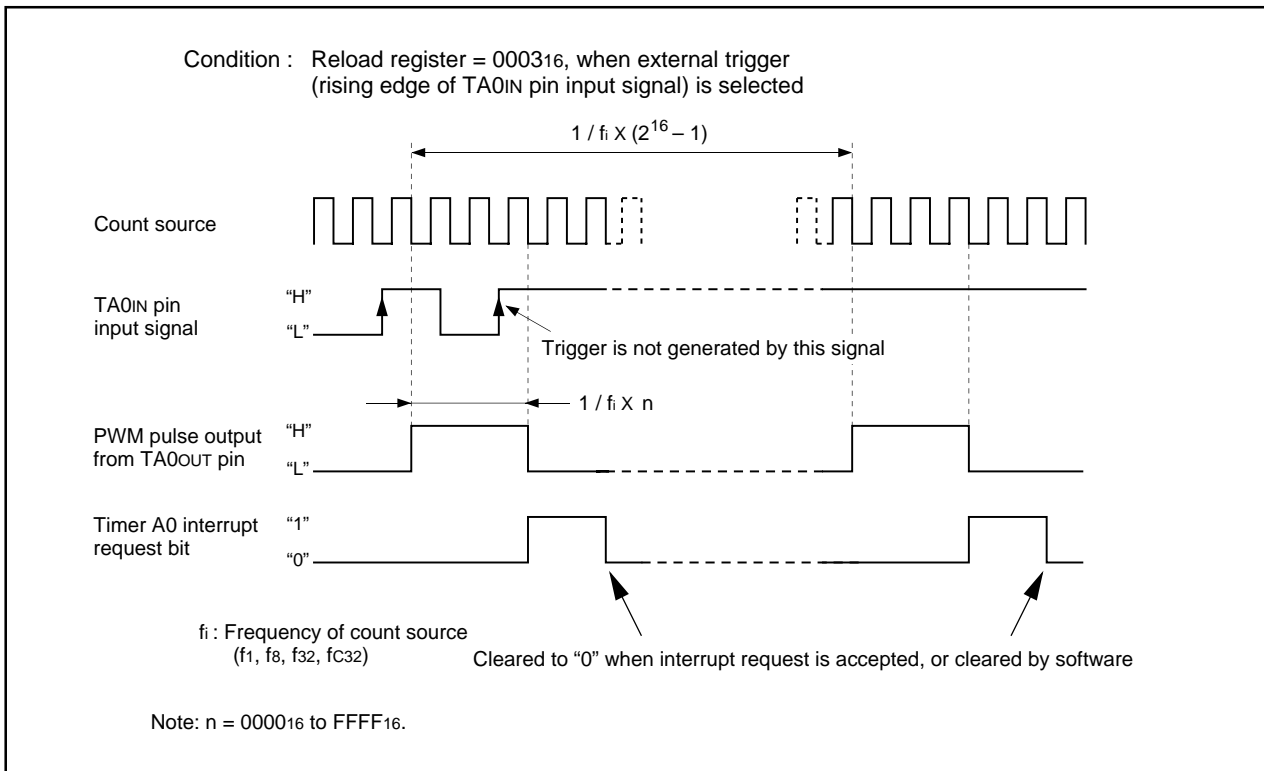 Condition : Reload register = 000316, when external trigger
(rising edge of TA0IN pin input signal) is selected
1 / fi X (2^16 – 1)
Count source
TA0IN pin
input signal
“H”
“L”
Trigger is not generated by this signal
1 / fi X n
PWM pulse output
from TA0OUT pin
“H”
“L”
Timer A0 interrupt
request bit
“1”
“0”
fi : Frequency of count source
(f1, f8, f32, fC32)
Cleared to “0” when interrupt request is accepted, or cleared by software
Note: n = 000016 to FFFF16.